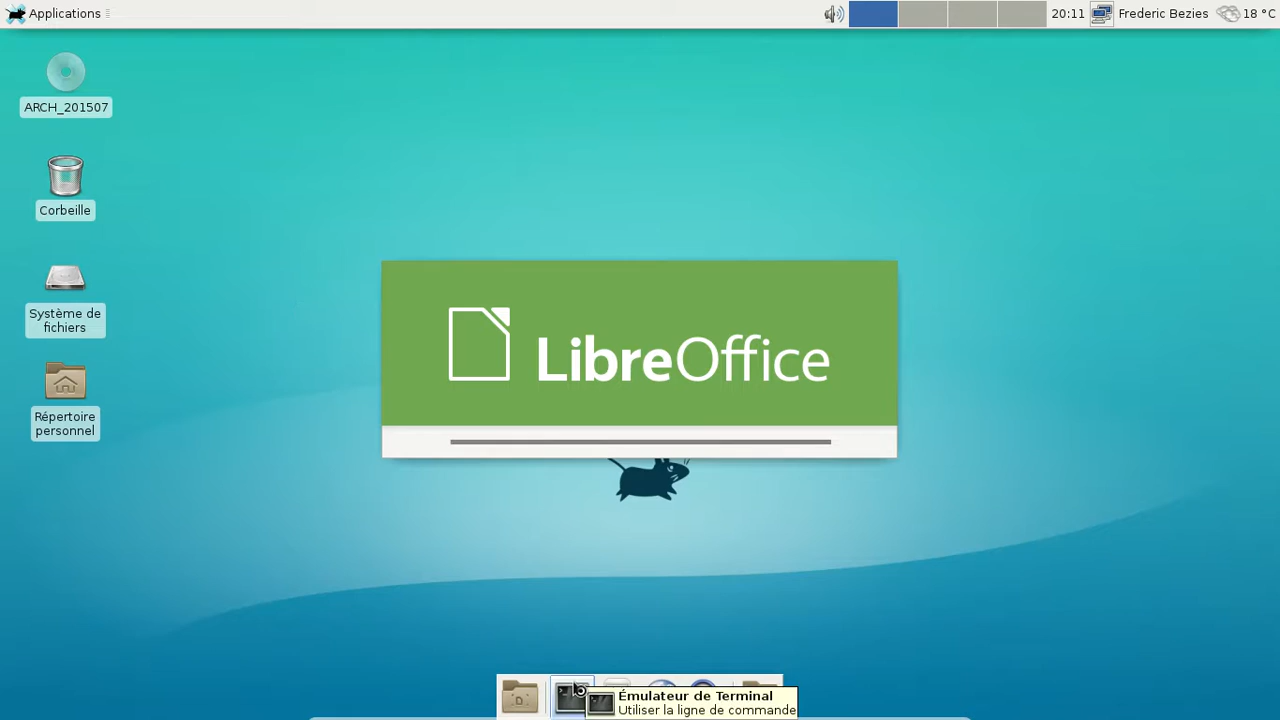 Applications
20:11
Frederic Bezies
18 °C
ARCH_201507
Corbeille
Système de
fichiers
Répertoire
personnel
LibreOffice
Émulateur de Terminal
Utiliser la ligne de commande